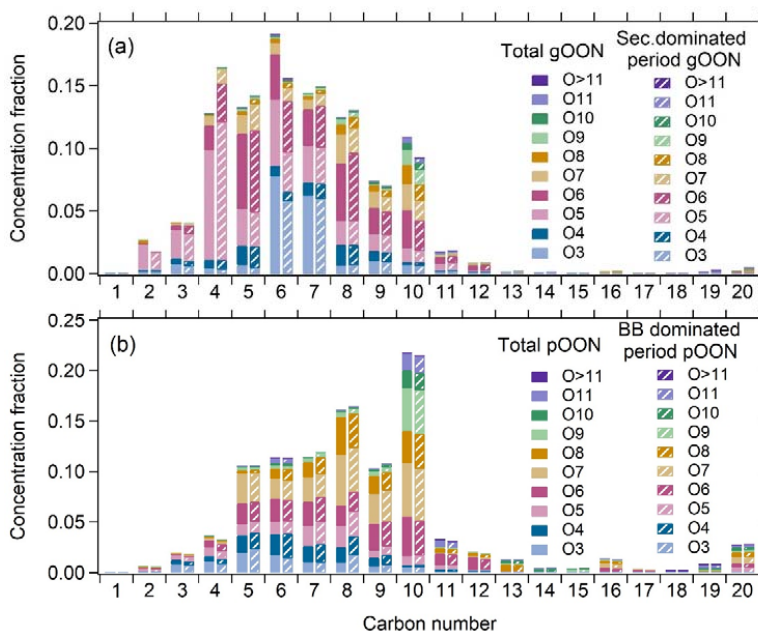 (a)
Total gOON
Sec.dominated
period gOON
O>11 O>11
O11 O11
O10 O10
O9 O9
O8 O8
O7 O7
O6 O6
O5 O5
O4 O4
O3 O3
Concentration fraction
0.20
0.15
0.10
0.05
0.00
1 2 3 4 5 6 7 8 9 10 11 12 13 14 15 16 17 18 19 20
(b)
Total pOON
BB dominated
period pOON
O>11 O>11
O11 O11
O10 O10
O9 O9
O8 O8
O7 O7
O6 O6
O5 O5
O4 O4
O3 O3
Concentration fraction
0.25
0.20
0.15
0.10
0.05
0.00
1 2 3 4 5 6 7 8 9 10 11 12 13 14 15 16 17 18 19 20
Carbon number